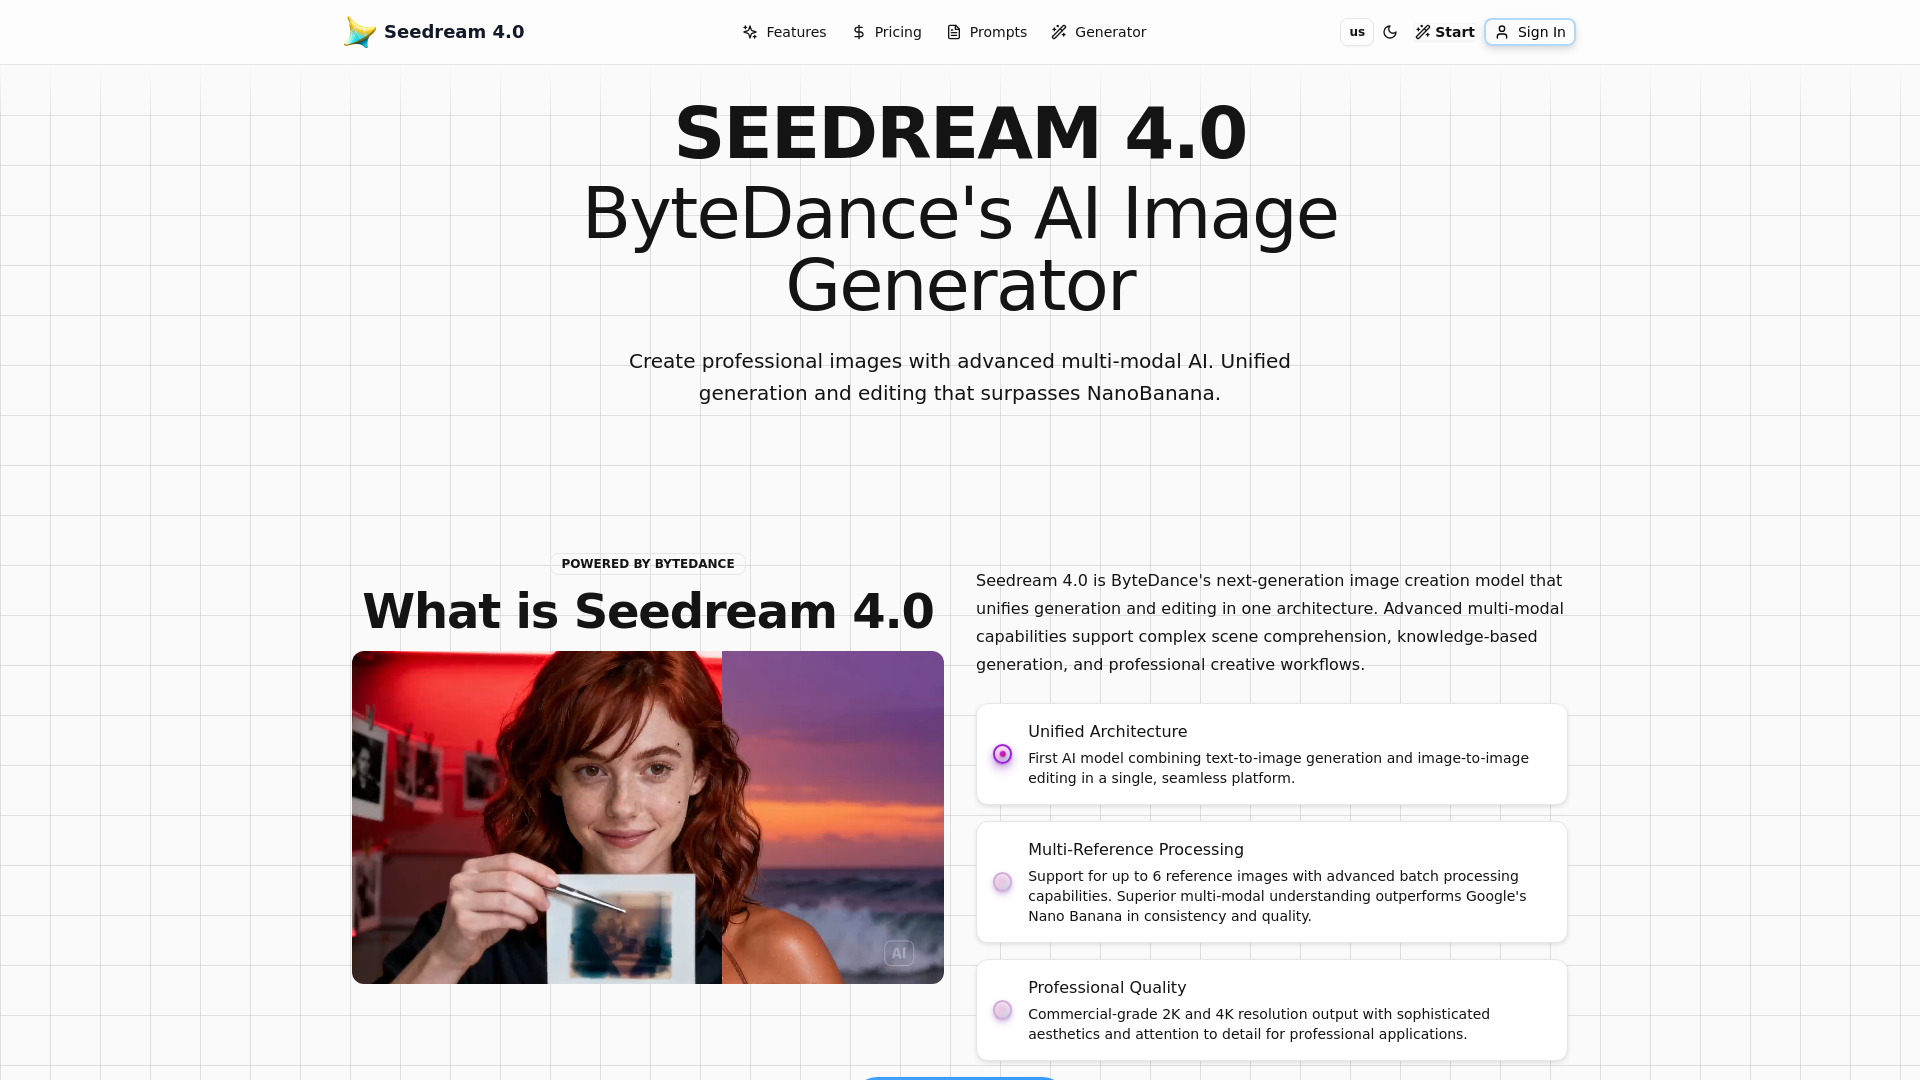 Seedream 4.0
Features
Pricing
Prompts
Generator
us
Start
Sign In
SEEDREAM 4.0
ByteDance's AI Image
Generator
Create professional images with advanced multi-modal AI. Unified
generation and editing that surpasses NanoBanana.
POWERED BY BYTEDANCE
What is Seedream 4.0
AI
Seedream 4.0 is ByteDance's next-generation image creation model that
unifies generation and editing in one architecture. Advanced multi-modal
capabilities support complex scene comprehension, knowledge-based
generation, and professional creative workflows.
Unified Architecture
First AI model combining text-to-image generation and image-to-image
editing in a single, seamless platform.
Multi-Reference Processing
Support for up to 6 reference images with advanced batch processing
capabilities. Superior multi-modal understanding outperforms Google's
Nano Banana in consistency and quality.
Professional Quality
Commercial-grade 2K and 4K resolution output with sophisticated
aesthetics and attention to detail for professional applications.